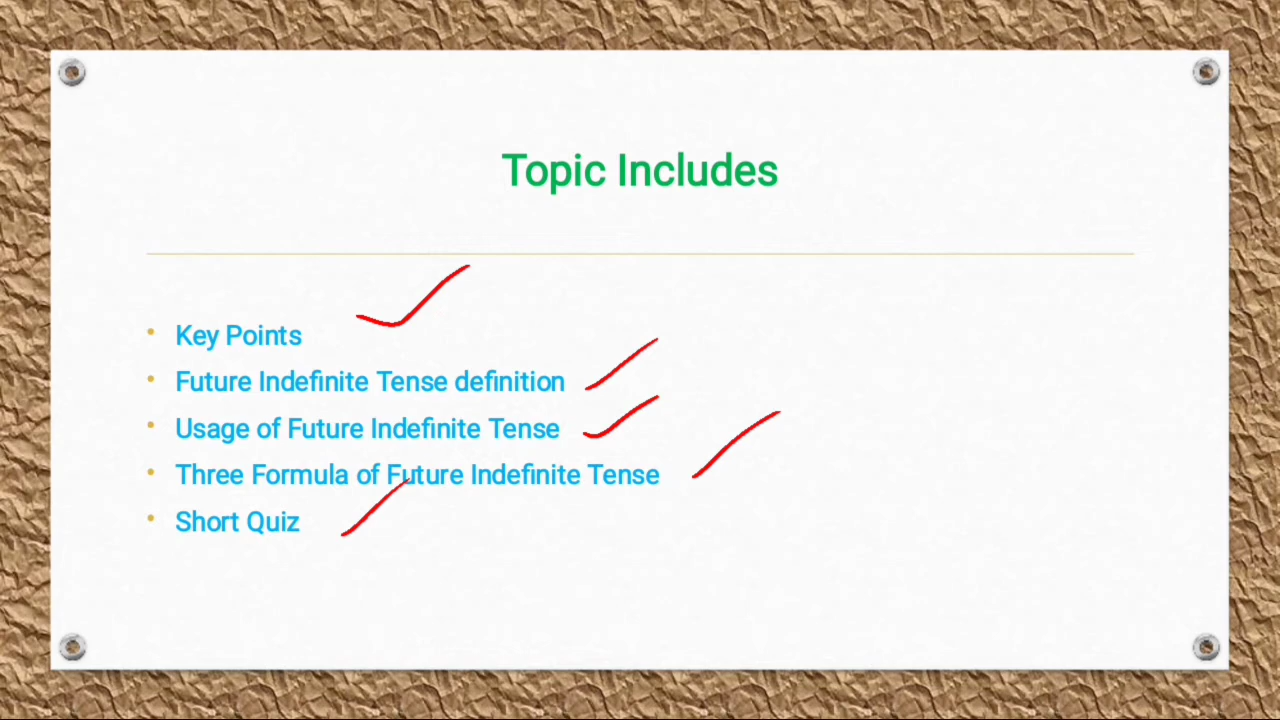 Topic Includes
• Key Points
• Future Indefinite Tense definition
• Usage of Future Indefinite Tense
• Three Formula of Future Indefinite Tense
• Short Quiz